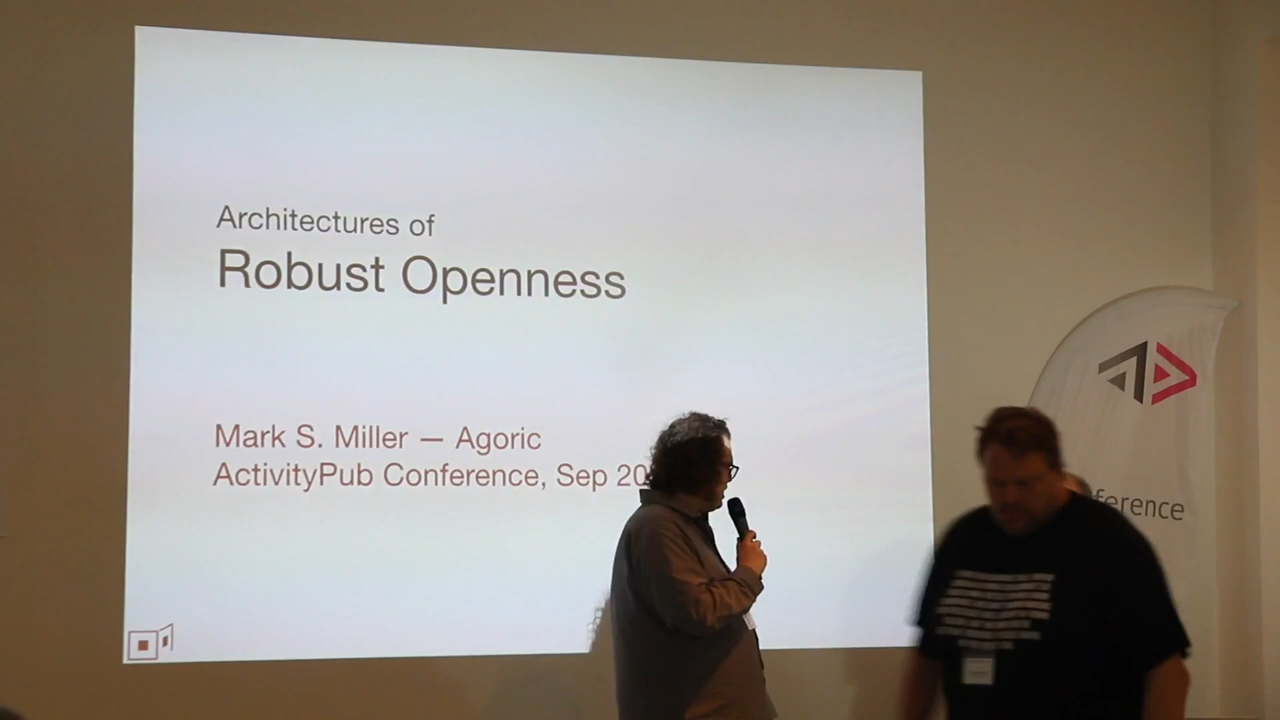 Architectures of
Robust Openness
Mark S. Miller — Agoric
ActivityPub Conference, Sep 20
ference